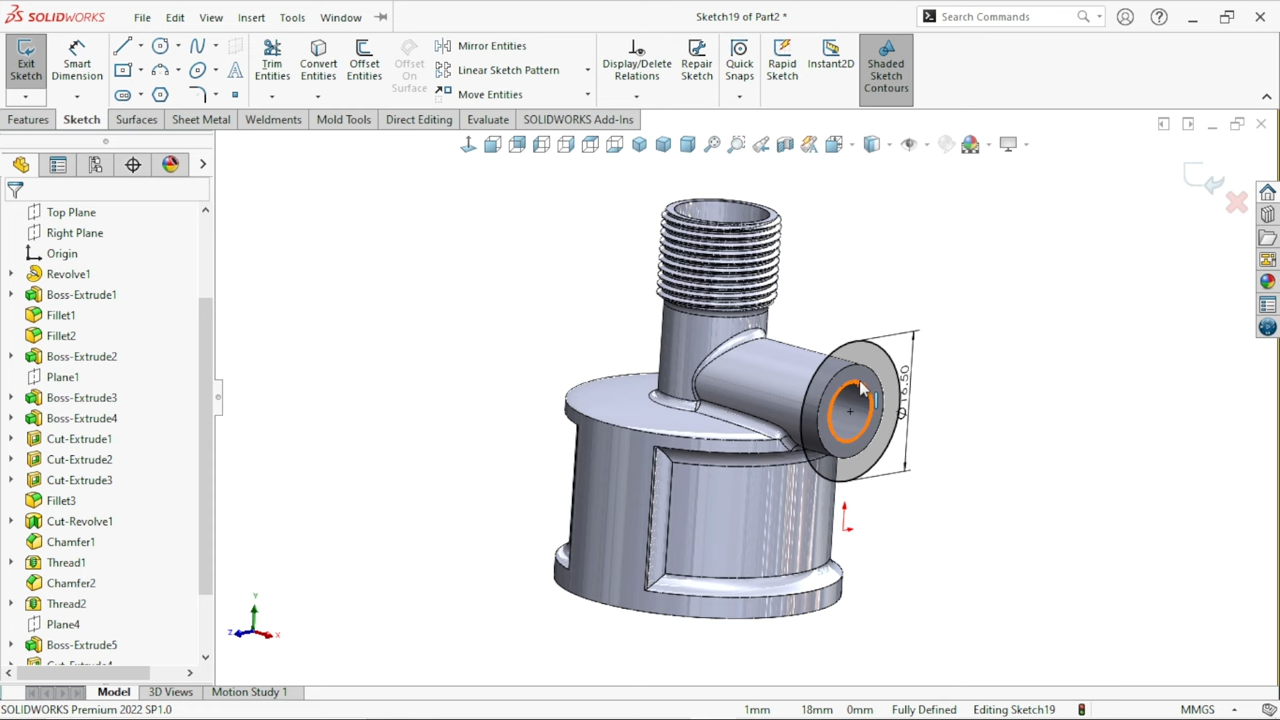 SOLIDWORKS File Edit View Insert Tools Window Sketch19 of Part2 * Search Commands
Exit Sketch Smart Dimension Trim Entities Convert Entities Offset Entities Offset On Surface Mirror Entities Linear Sketch Pattern Move Entities Display/Delete Relations Repair Sketch Quick Snaps Rapid Sketch Instant2D Shaded Sketch Contours
Features Sketch Surfaces Sheet Metal Weldments Mold Tools Direct Editing Evaluate SOLIDWORKS Add-Ins
Top Plane
Right Plane
Origin
Revolve1
Boss-Extrude1
Fillet1
Fillet2
Boss-Extrude2
Plane1
Boss-Extrude3
Boss-Extrude4
Cut-Extrude1
Cut-Extrude2
Cut-Extrude3
Fillet3
Cut-Revolve1
Chamfer1
Thread1
Chamfer2
Thread2
Plane4
Boss-Extrude5
Cut-Extrude4
Ø16.50
Y
Z X
Model 3D Views Motion Study 1
SOLIDWORKS Premium 2022 SP1.0 1mm 18mm 0mm Fully Defined Editing Sketch19 MMGS